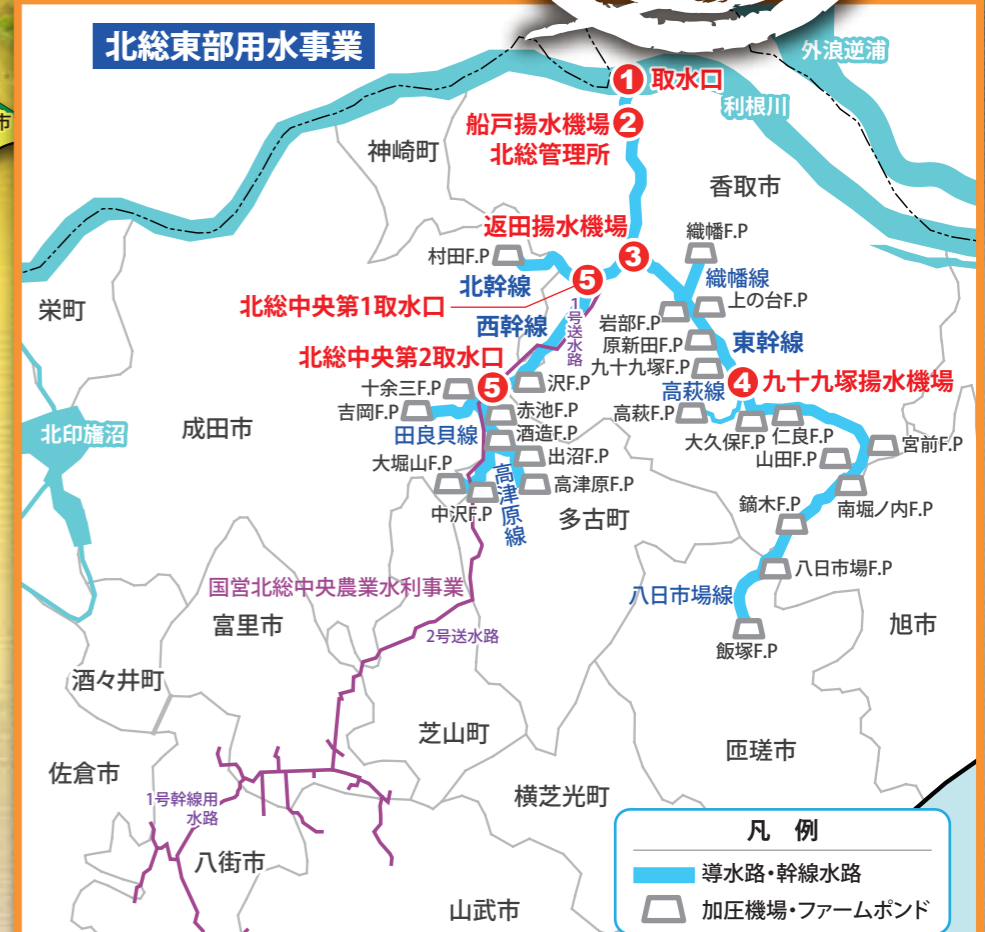 北総東部用水事業
外浪逆浦
1 取水口
利根川
市
船戸揚水機場 2
北総管理所
神崎町
香取市
返田揚水機場
3
織幡F.P
村田F.P
北幹線
5
織幡線
上の台F.P
北総中央第1取水口
栄町
1号送水路
岩部F.P
西幹線
原新田F.P
東幹線
九十九塚F.P
北総中央第2取水口
5
沢F.P
4 九十九塚揚水機場
十余三F.P
高萩線
吉岡F.P
赤池F.P
高萩F.P
大久保F.P
仁良F.P
成田市
北印旛沼
田良貝線
酒造F.P
宮前F.P
山田F.P
大堀山F.P
出沼F.P
高津原線
高津原F.P
中沢F.P
南堀ノ内F.P
多古町
鏑木F.P
八日市場F.P
国営北総中央農業水利事業
八日市場線
富里市
旭市
2号送水路
飯塚F.P
酒々井町
芝山町
匝瑳市
佐倉市
横芝光町
1号幹線用
水路
八街市
山武市
凡 例
導水路・幹線水路
加圧機場・ファームポンド